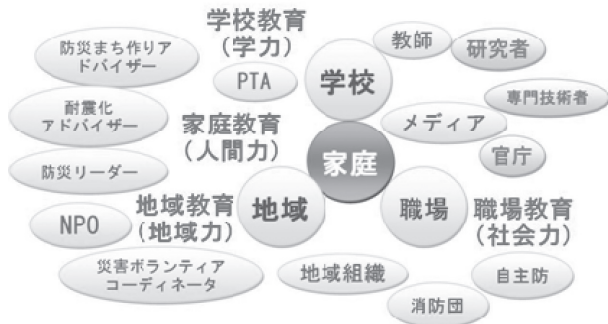 学校教育
(学力)
教師
研究者
防災まち作りア
ドバイザー
PTA
学校
専門技術者
耐震化
アドバイザー
家庭教育
(人間力)
メディア
官庁
防災リーダー
家庭
NPO
地域教育
(地域力)
地域
職場
職場教育
(社会力)
災害ボランティア
コーディネータ
地域組織
自主防
消防団